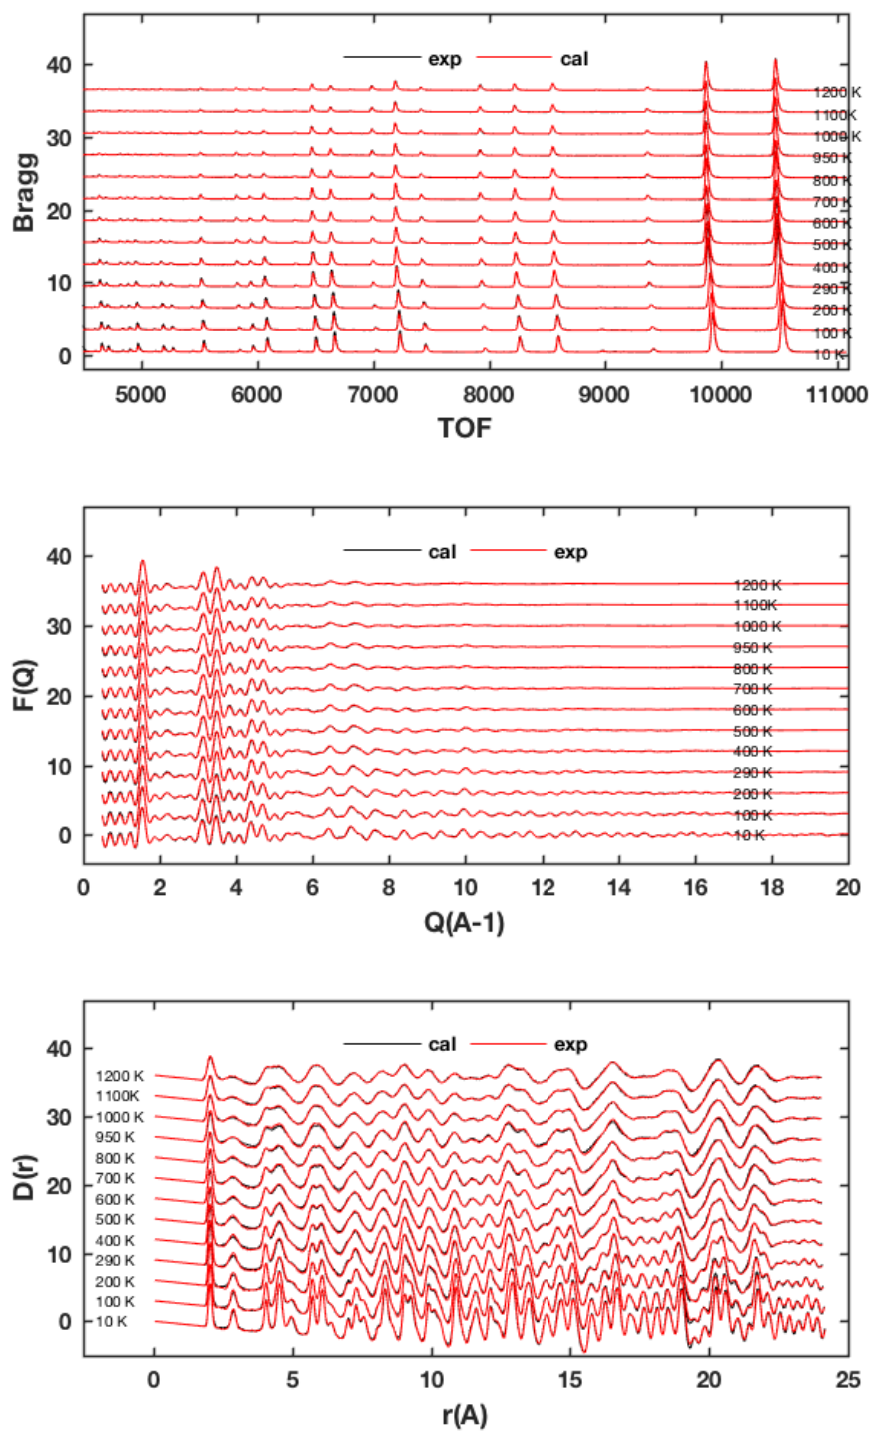 exp cal
40
30
20
10
0
Bragg
1200 K
1100K
1000 K
950 K
800 K
700 K
600 K
500 K
400 K
290 K
200 K
100 K
10 K
5000 6000 7000 8000 9000 10000 11000
TOF
cal exp
40
30
20
10
0
F(Q)
1200 K
1100K
1000 K
950 K
800 K
700 K
600 K
500 K
400 K
290 K
200 K
100 K
10 K
0 2 4 6 8 10 12 14 16 18 20
Q(A-1)
cal exp
40
30
20
10
0
D(r)
1200 K
1100K
1000 K
950 K
800 K
700 K
600 K
500 K
400 K
290 K
200 K
100 K
10 K
0 5 10 15 20 25
r(A)